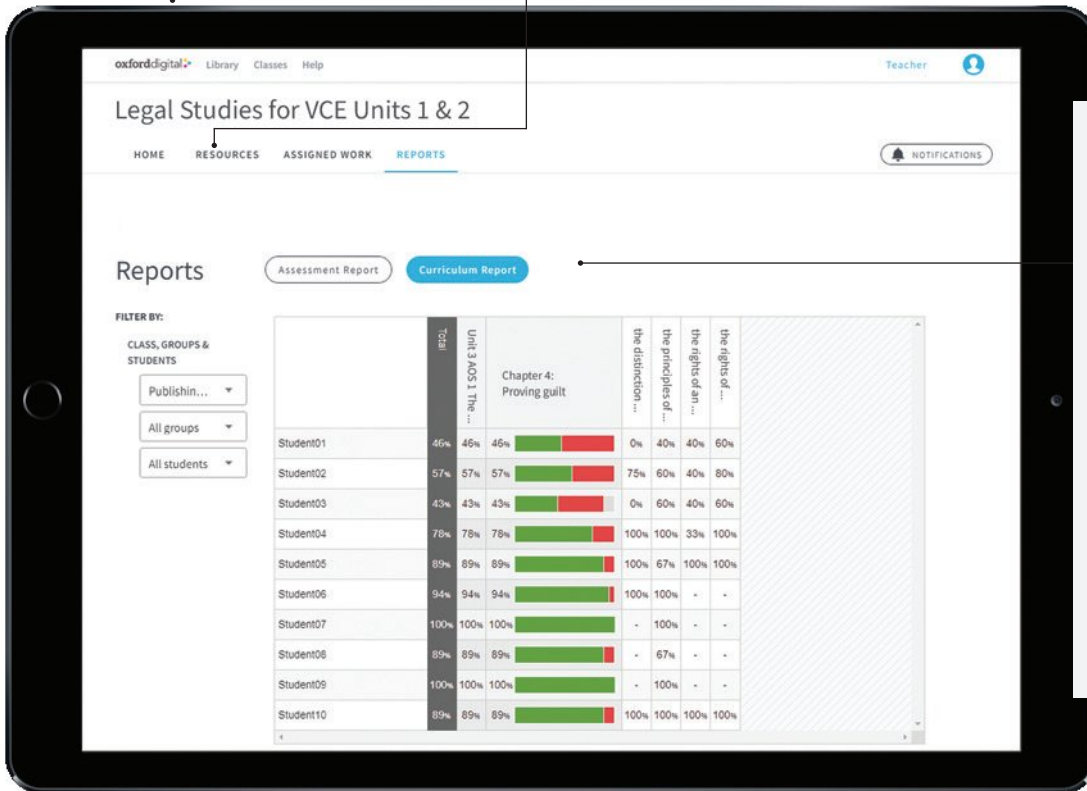 oxforddigital Library Classes Help Teacher
Legal Studies for VCE Units 1 & 2
HOME RESOURCES ASSIGNED WORK REPORTS NOTIFICATIONS
Reports Assessment Report Curriculum Report
FILTER BY:
CLASS, GROUPS &
STUDENTS
Publishin...
All groups
All students
Total
Unit 3 AOS 1 The ...
Chapter 4:
Proving guilt
the distinction ...
the principles of ...
the rights of an ...
the rights of ...
Student01 46% 46% 46% 0% 40% 40% 60%
Student02 57% 57% 57% 75% 60% 40% 80%
Student03 43% 43% 43% 0% 60% 40% 60%
Student04 78% 78% 78% 100% 100% 33% 100%
Student05 89% 89% 89% 100% 67% 100% 100%
Student06 94% 94% 94% 100% 100% - -
Student07 100% 100% 100% - 100% - -
Student08 89% 89% 89% - 67% - -
Student09 100% 100% 100% - 100% - -
Student10 89% 89% 89% 100% 100% 100% 100%